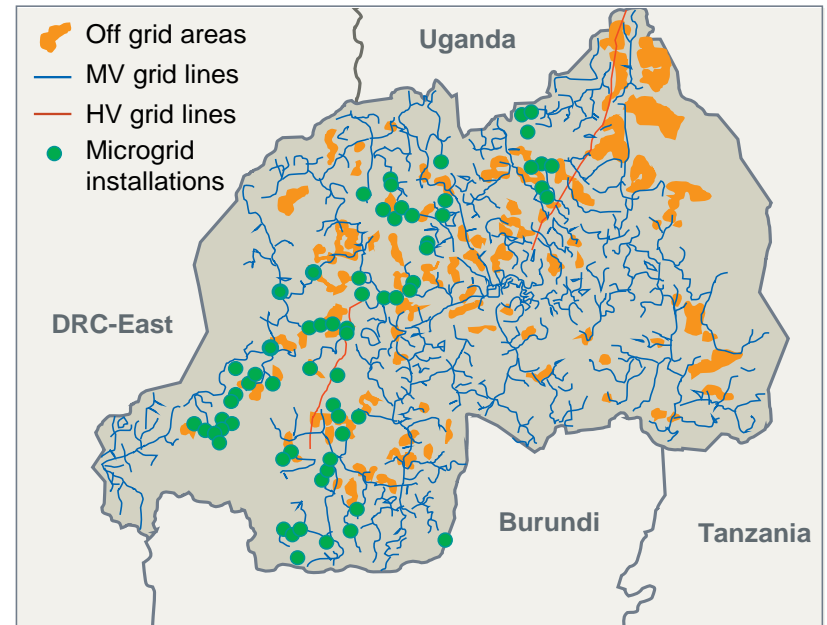 Off grid areas
MV grid lines
HV grid lines
Microgrid
installations
Uganda
DRC-East
Burundi
Tanzania